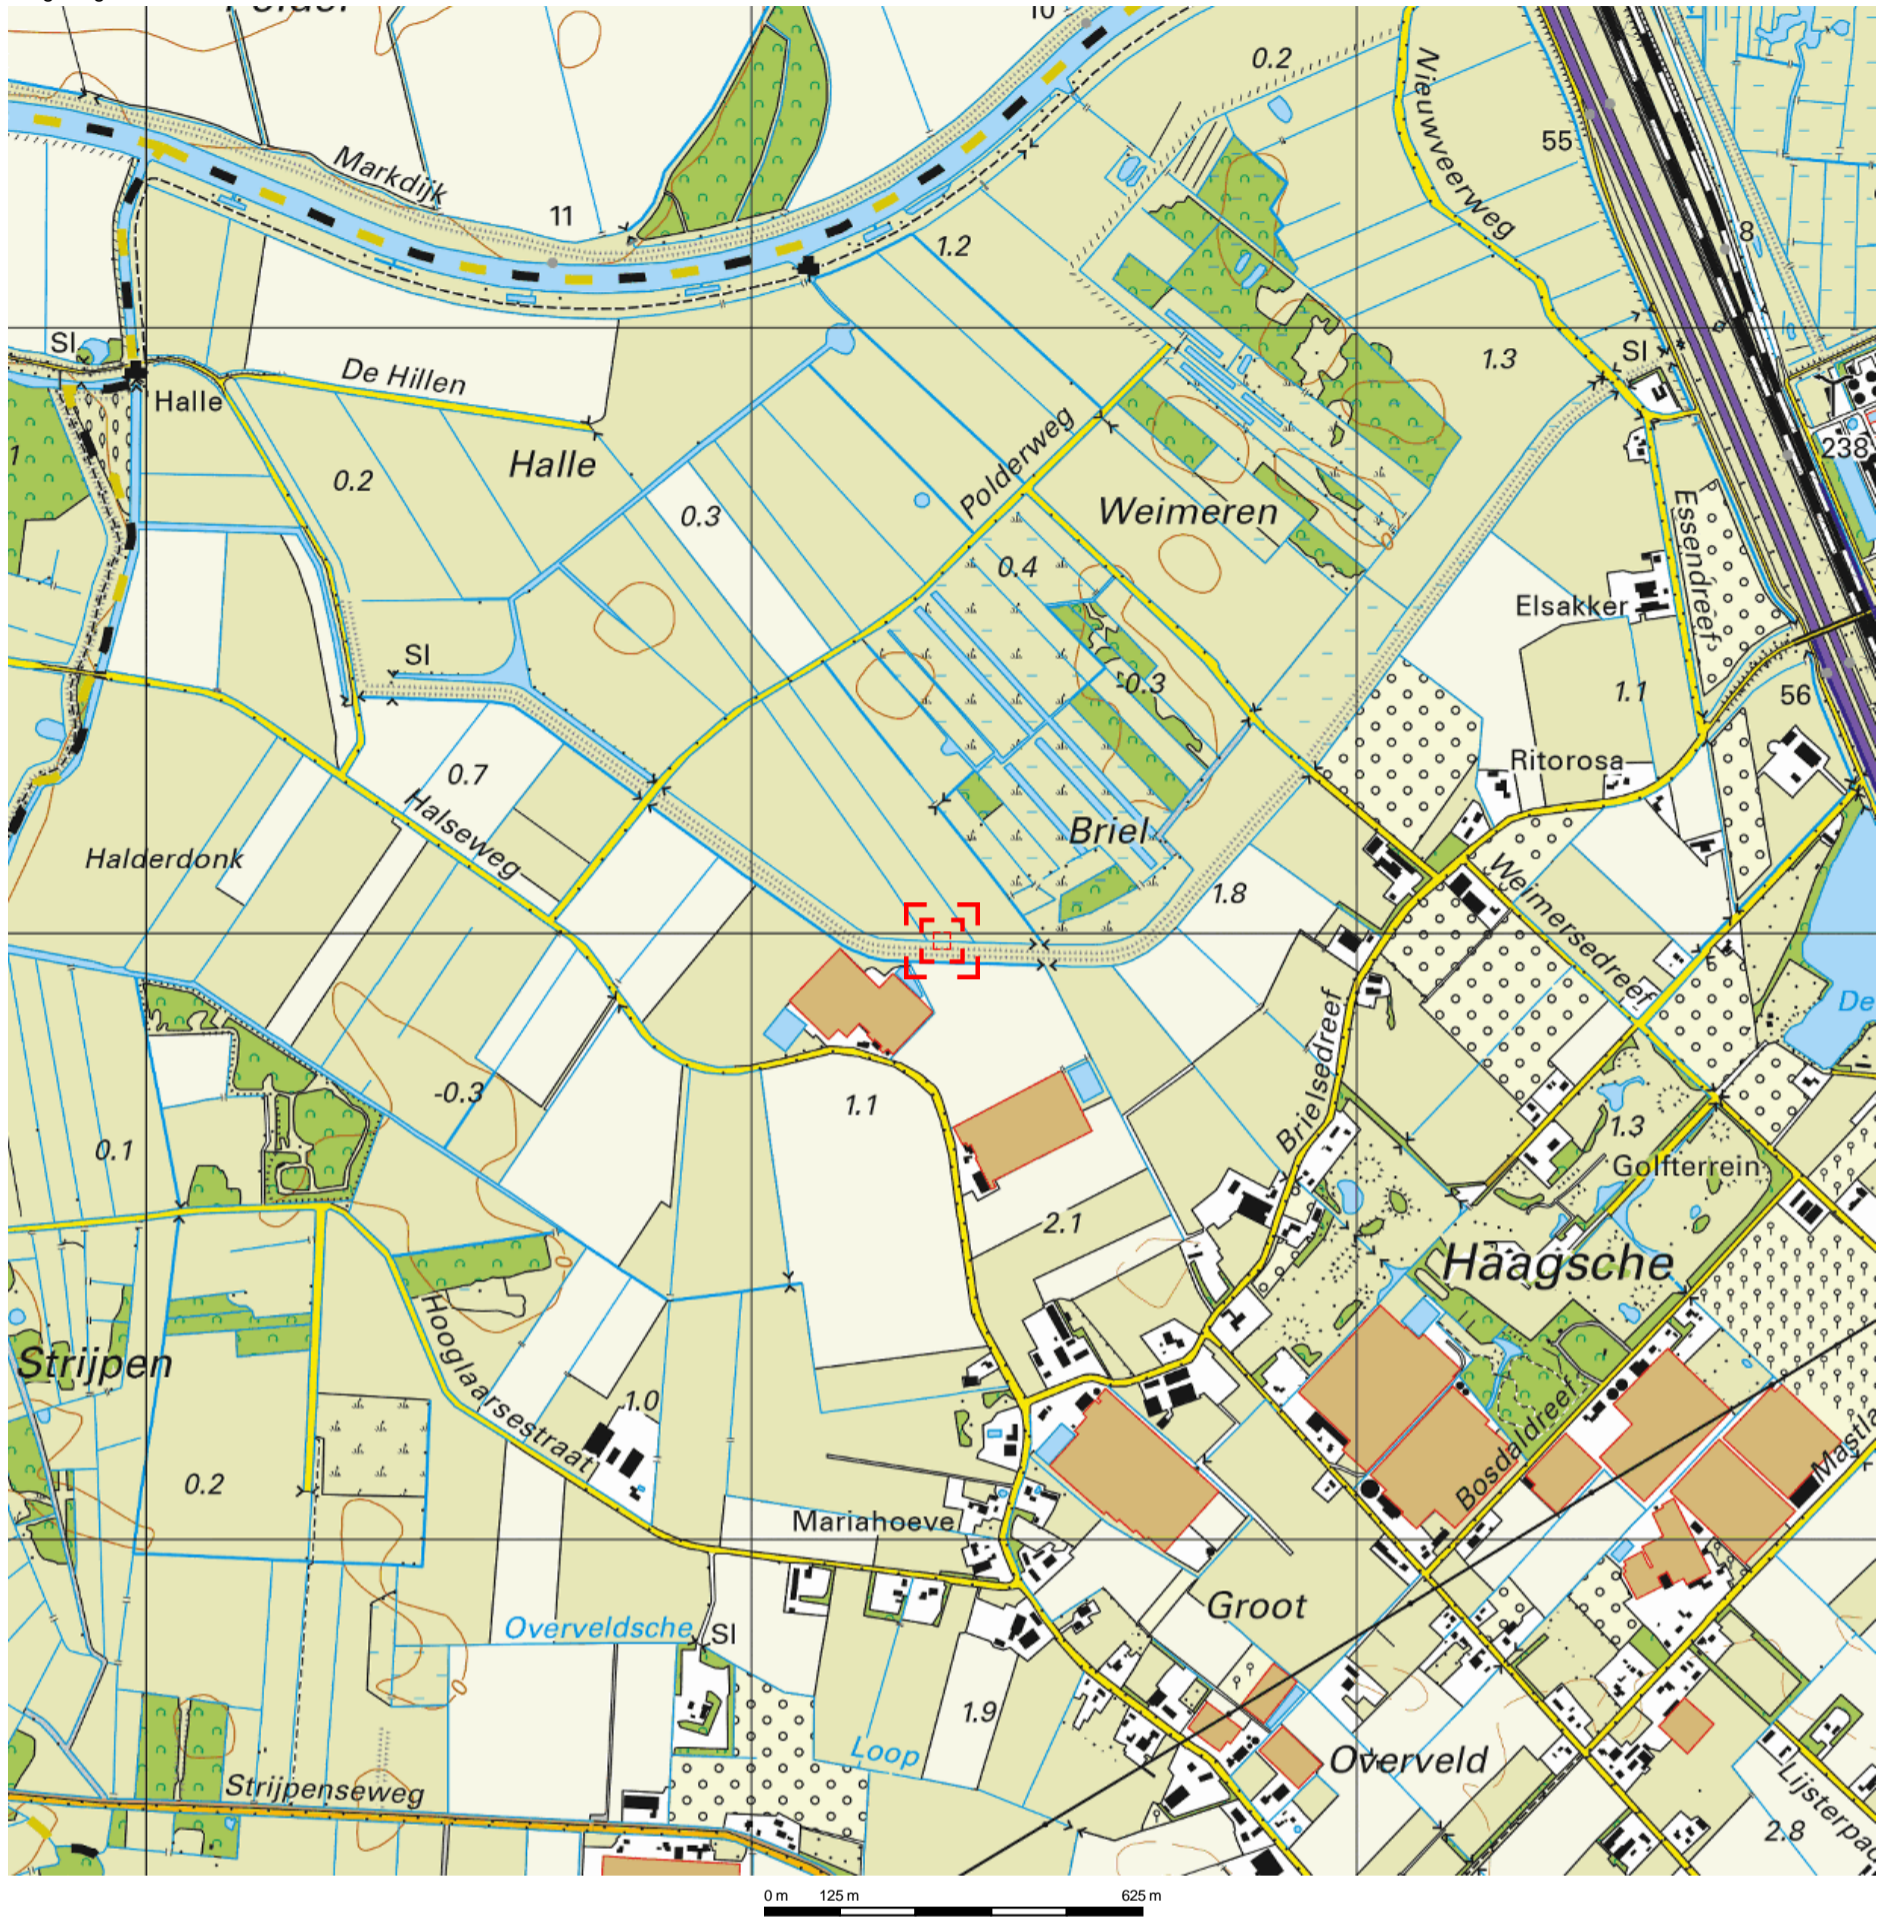 10
0.2
Nieuwveerweg
55
Markdijk
11
1.2
8
SI
De Hillen
1.3
SI
Halle
238
1
Halle
0.2
Polderweg
0.3
Weimeren
Essendreef
0.4
Elsakker
SI
-0.3
1.1
56
0.7
Ritorosa
Halseweg
Briel
Halderdonk
1.8
Weimersedreef
De
Brielsedreef
-0.3
1.1
1.3
0.1
Golfterrein
2.1
Haagsche
Hooglaarsestraat
Strijpen
1.0
Bosdaldreef
0.2
Mariahoeve
Groot
Overveldsche
SI
1.9
Loop
Overveld
Strijpenseweg
2.8
0 m
125 m
625 m